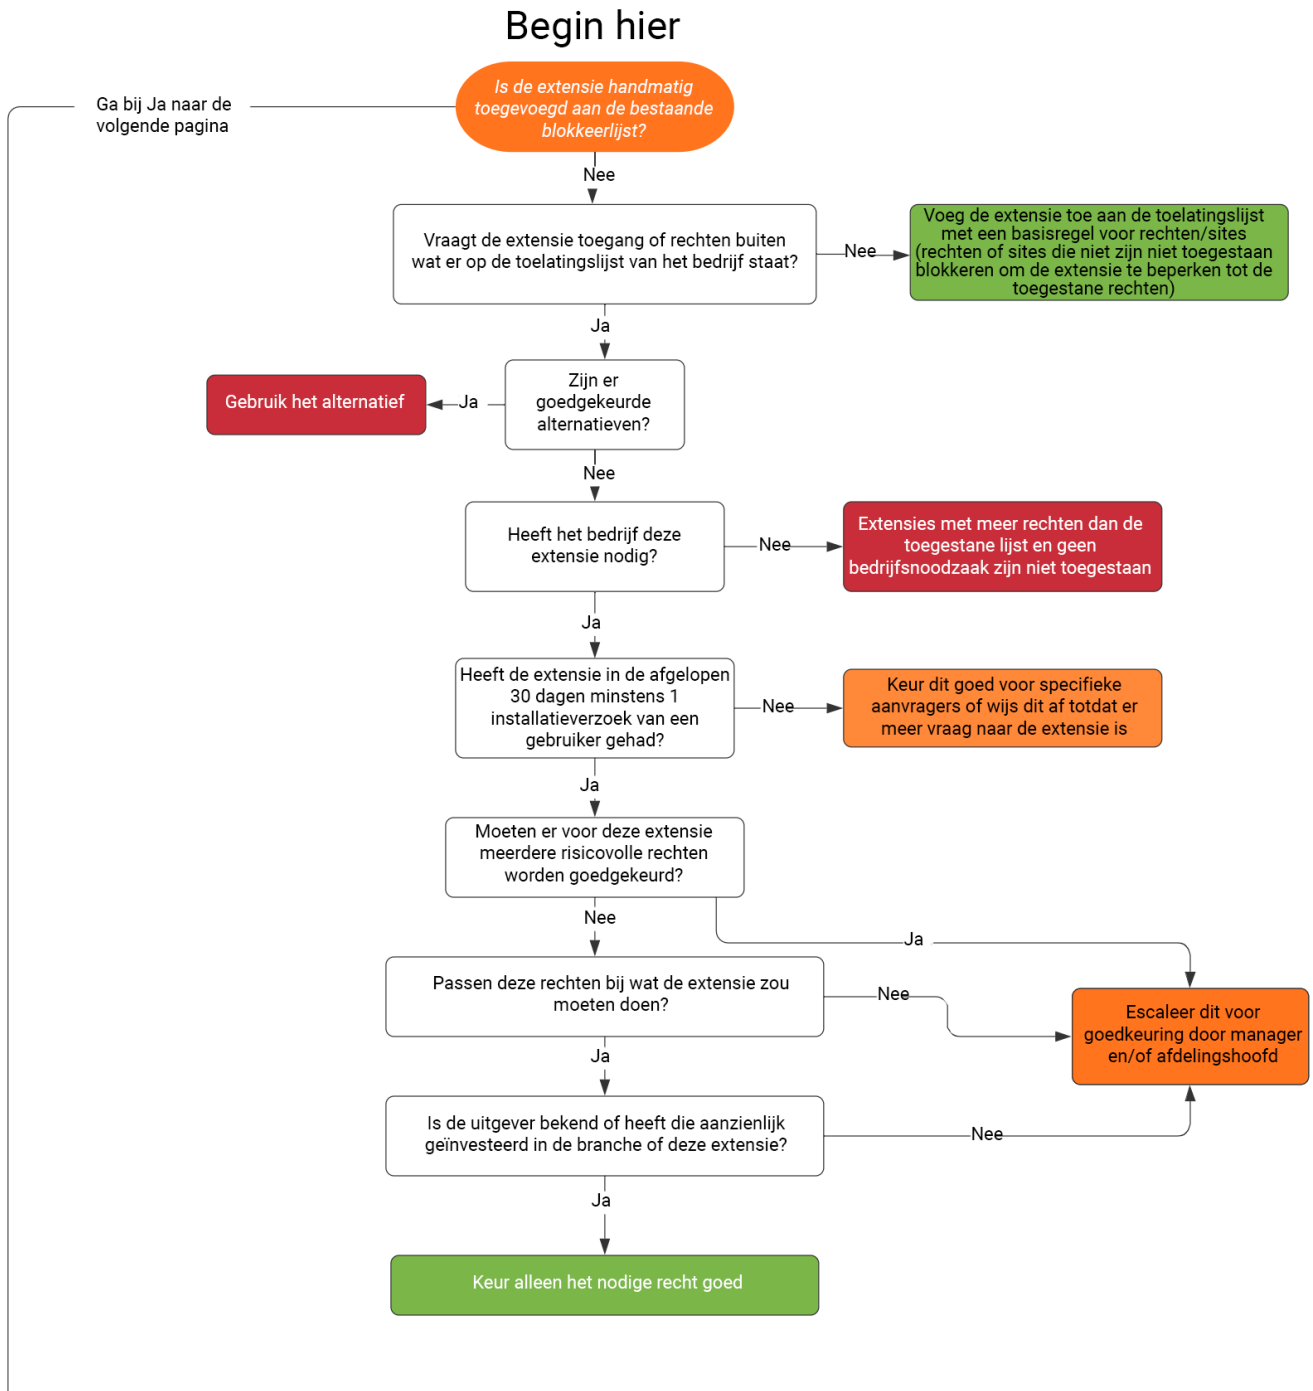 Begin hier
Is de extensie handmatig
toegevoegd aan de bestaande
blokkeerlijst?
Ga bij Ja naar de
volgende pagina
Nee
Vraagt de extensie toegang of rechten buiten
wat er op de toelatingslijst van het bedrijf staat?
Nee
Voeg de extensie toe aan de toelatingslijst
met een basisregel voor rechten/sites
(rechten of sites die niet zijn niet toegestaan
blokkeren om de extensie te beperken tot de
toegestane rechten)
Ja
Zijn er
goedgekeurde
alternatieven?
Ja
Gebruik het alternatief
Nee
Heeft het bedrijf deze
extensie nodig?
Nee
Extensies met meer rechten dan de
toegestane lijst en geen
bedrijfsnoodzaak zijn niet toegestaan
Ja
Heeft de extensie in de afgelopen
30 dagen minstens 1
installatieverzoek van een
gebruiker gehad?
Nee
Keur dit goed voor specifieke
aanvragers of wijs dit af totdat er
meer vraag naar de extensie is
Ja
Moeten er voor deze extensie
meerdere risicovolle rechten
worden goedgekeurd?
Nee
Ja
Passen deze rechten bij wat de extensie zou
moeten doen?
Nee
Escaleer dit voor
goedkeuring door manager
en/of afdelingshoofd
Ja
Is de uitgever bekend of heeft die aanzienlijk
geïnvesteerd in de branche of deze extensie?
Nee
Ja
Keur alleen het nodige recht goed